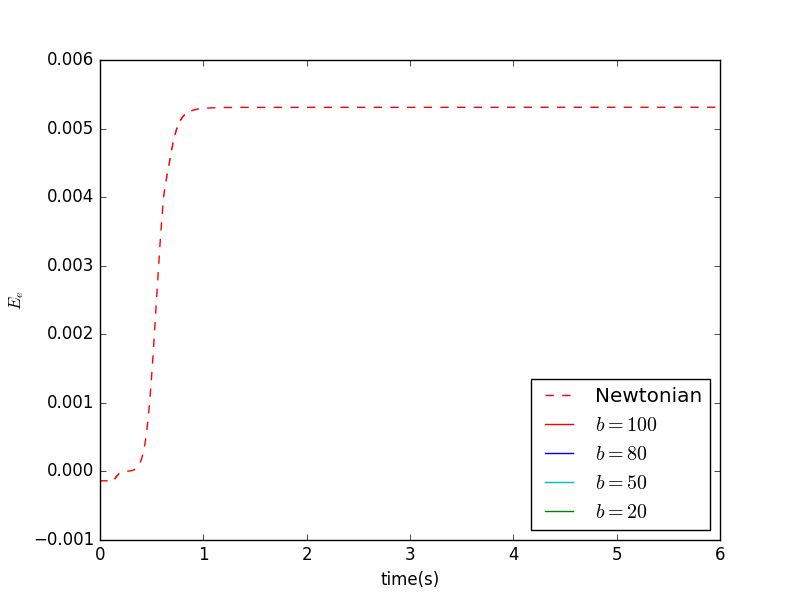 0.006
0.005
0.004
0.003
0.002
0.001
0.000
−0.001
E_e
0 1 2 3 4 5 6
time(s)
Newtonian
b = 100
b = 80
b = 50
b = 20